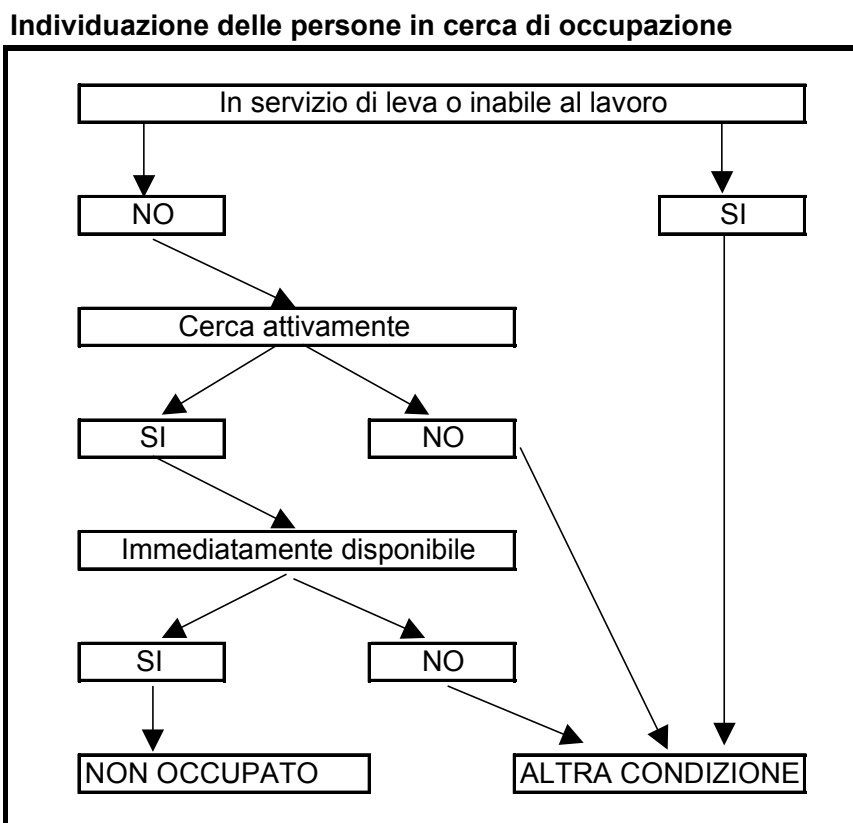 Individuazione delle persone in cerca di occupazione
In servizio di leva o inabile al lavoro
NO
SI
Cerca attivamente
SI
NO
Immediatamente disponibile
SI
NO
NON OCCUPATO
ALTRA CONDIZIONE